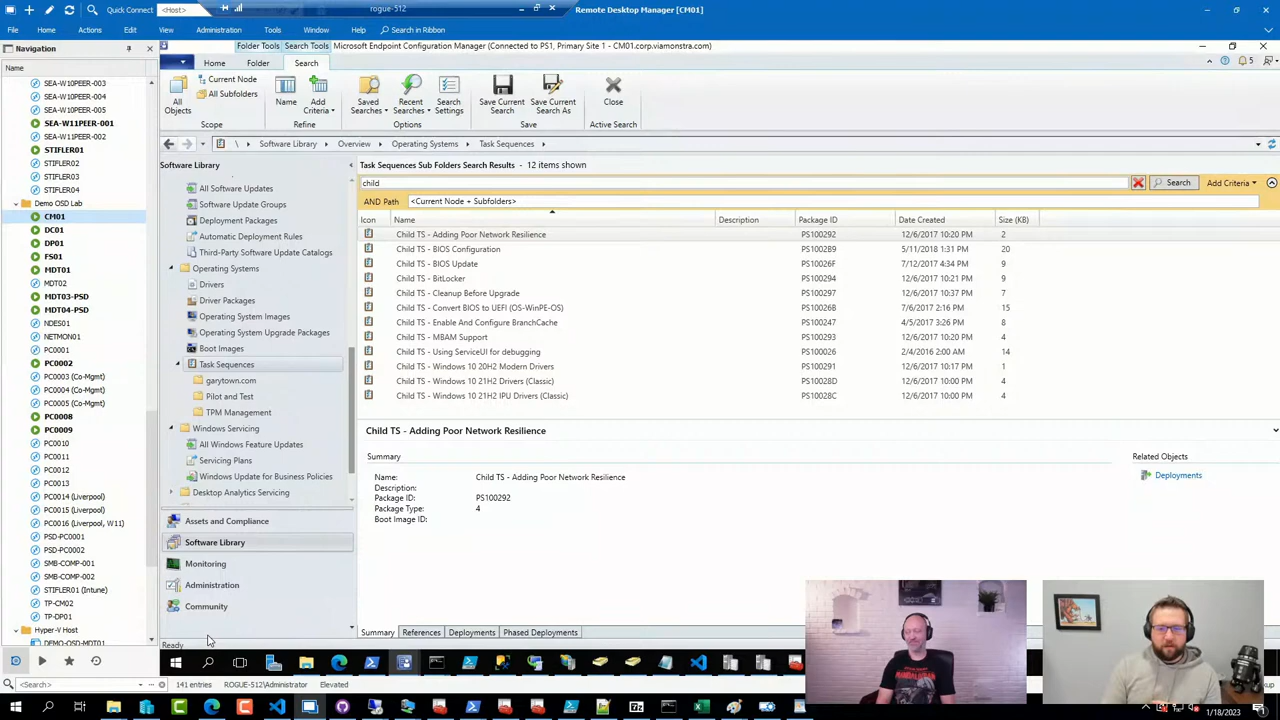 Quick Connect
<Host>
rogue-512
Remote Desktop Manager [CM01]
File
Home
Actions
Edit
View
Administration
Tools
Window
Help
Search in Ribbon
Navigation
Name
SEA-W10PEER-003
SEA-W10PEER-004
SEA-W10PEER-005
SEA-W11PEER-001
SEA-W11PEER-002
STIFLER01
STIFLER02
STIFLER03
STIFLER04
Demo OSD Lab
CM01
DC01
DP01
FS01
MDT01
MDT02
MDT03-PSD
MDT04-PSD
NDES01
NETMON01
PC0001
PC0002
PC0003 (Co-Mgmt)
PC0004 (Co-Mgmt)
PC0005 (Co-Mgmt)
PC0008
PC0009
PC0010
PC0011
PC0012
PC0013
PC0014 (Liverpool)
PC0015 (Liverpool)
PC0016 (Liverpool, W11)
PSD-PC0001
PSD-PC0002
SMB-COMP-001
SMB-COMP-002
STIFLER01 (Intune)
TP-CM02
TP-DP01
Hyper-V Host
DEMO-OSD-MDT01
Folder Tools
Search Tools
Microsoft Endpoint Configuration Manager (Connected to PS1, Primary Site 1 - CM01.corp.viamonstra.com)
Home
Folder
Search
5
All Objects
Current Node
All Subfolders
Scope
Name
Add Criteria
Refine
Saved Searches
Recent Searches
Search Settings
Options
Save Current Search
Save Current Search As
Save
Close
Active Search
\ Software Library Overview Operating Systems Task Sequences
Software Library
All Software Updates
Software Update Groups
Deployment Packages
Automatic Deployment Rules
Third-Party Software Update Catalogs
Operating Systems
Drivers
Driver Packages
Operating System Images
Operating System Upgrade Packages
Boot Images
Task Sequences
garytown.com
Pilot and Test
TPM Management
Windows Servicing
All Windows Feature Updates
Servicing Plans
Windows Update for Business Policies
Desktop Analytics Servicing
Assets and Compliance
Software Library
Monitoring
Administration
Community
Ready
Task Sequences Sub Folders Search Results - 12 items shown
child
Search
Add Criteria
AND Path <Current Node + Subfolders>
Icon Name Description Package ID Date Created Size (KB)
Child TS - Adding Poor Network Resilience PS100292 12/6/2017 10:20 PM 2
Child TS - BIOS Configuration PS1002B9 5/11/2018 1:31 PM 20
Child TS - BIOS Update PS10026F 7/12/2017 4:34 PM 9
Child TS - BitLocker PS100294 12/6/2017 10:21 PM 9
Child TS - Cleanup Before Upgrade PS100297 12/6/2017 10:37 PM 7
Child TS - Convert BIOS to UEFI (OS-WinPE-OS) PS10026B 7/6/2017 2:16 PM 15
Child TS - Enable And Configure BranchCache PS100247 4/5/2017 3:26 PM 8
Child TS - MBAM Support PS100293 12/6/2017 10:20 PM 4
Child TS - Using ServiceUI for debugging PS100026 2/4/2016 2:00 AM 14
Child TS - Windows 10 20H2 Modern Drivers PS100291 12/6/2017 10:17 PM 1
Child TS - Windows 10 21H2 Drivers (Classic) PS10028D 12/6/2017 10:00 PM 4
Child TS - Windows 10 21H2 IPU Drivers (Classic) PS10028C 12/6/2017 10:00 PM 4
Child TS - Adding Poor Network Resilience
Summary
Name: Child TS - Adding Poor Network Resilience
Description:
Package ID: PS100292
Package Type: 4
Boot Image ID:
Related Objects
Deployments
Summary
References
Deployments
Phased Deployments
<Search>
141 entries
ROGUE-512\Administrator
Elevated
1/18/2023